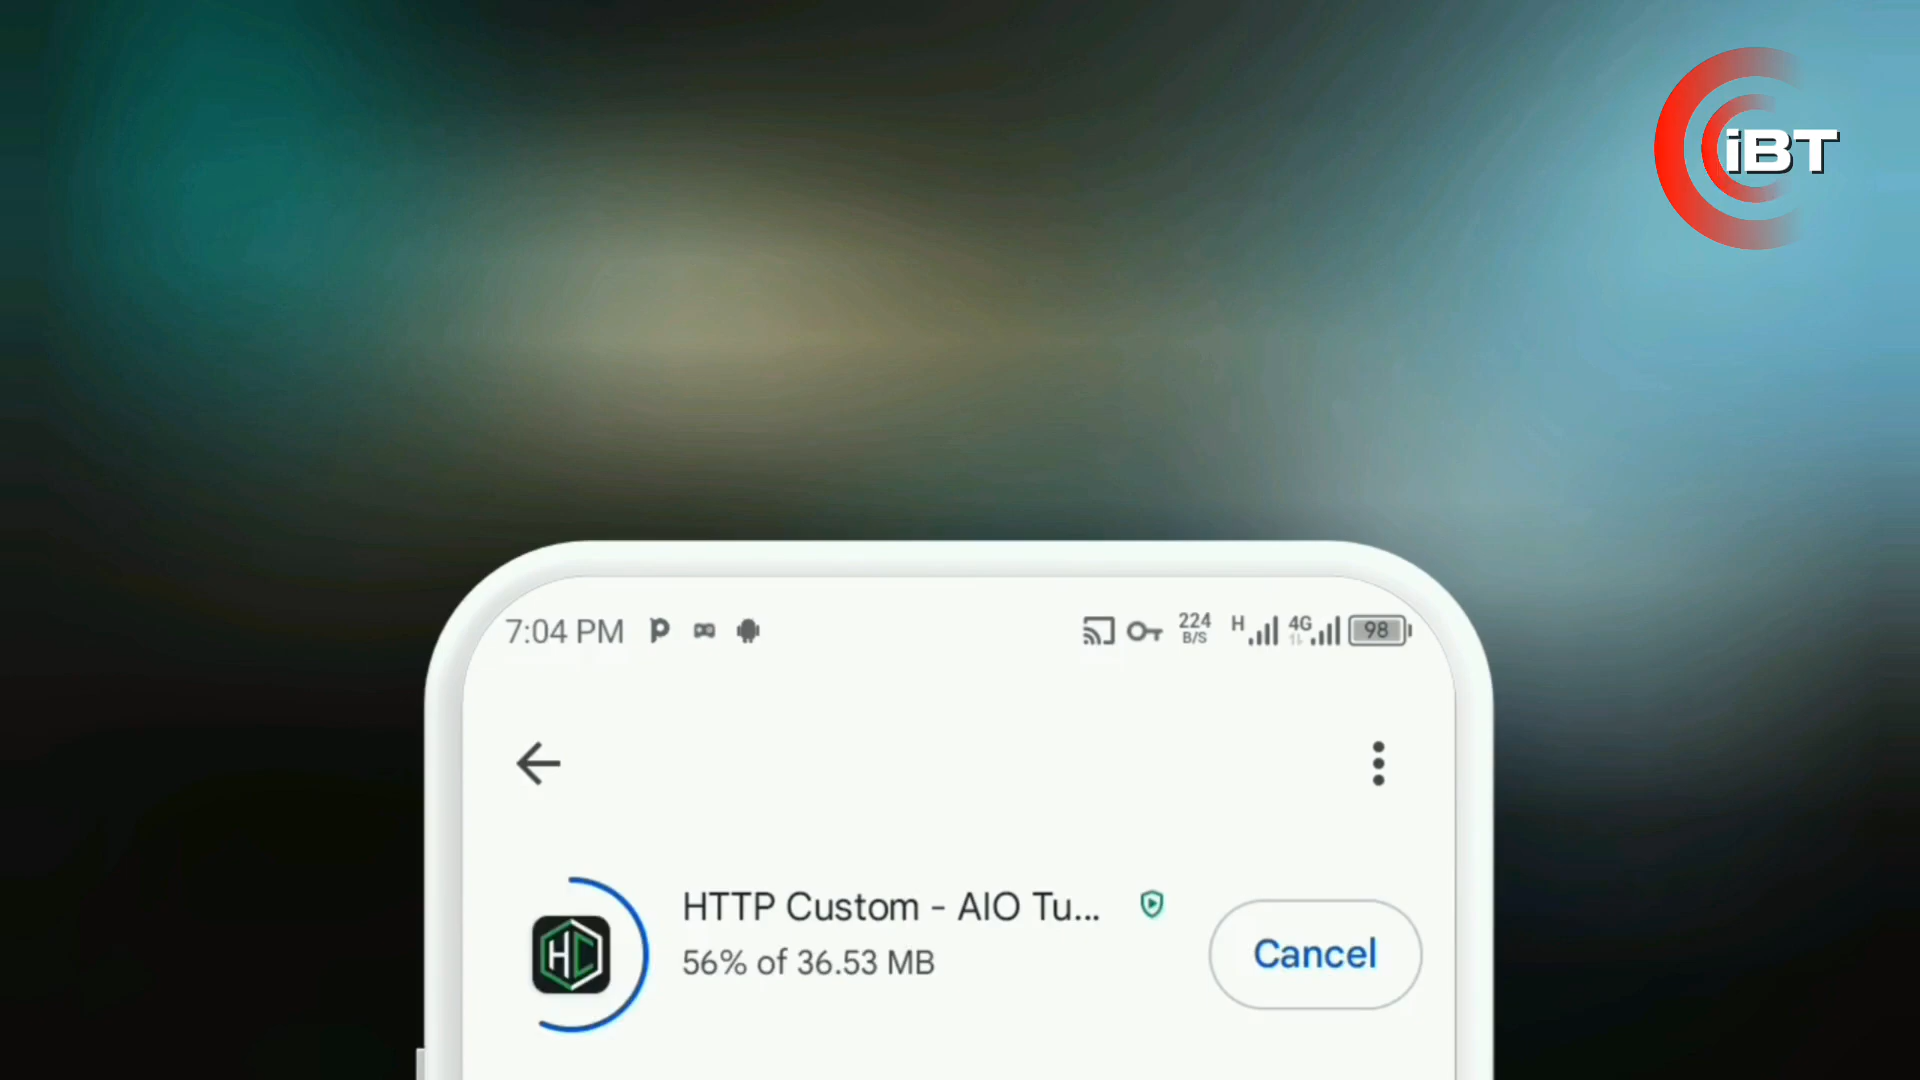 iBT
7:04 PM 224 B/S H 4G 98
HTTP Custom - AIO Tu...
56% of 36.53 MB
Cancel